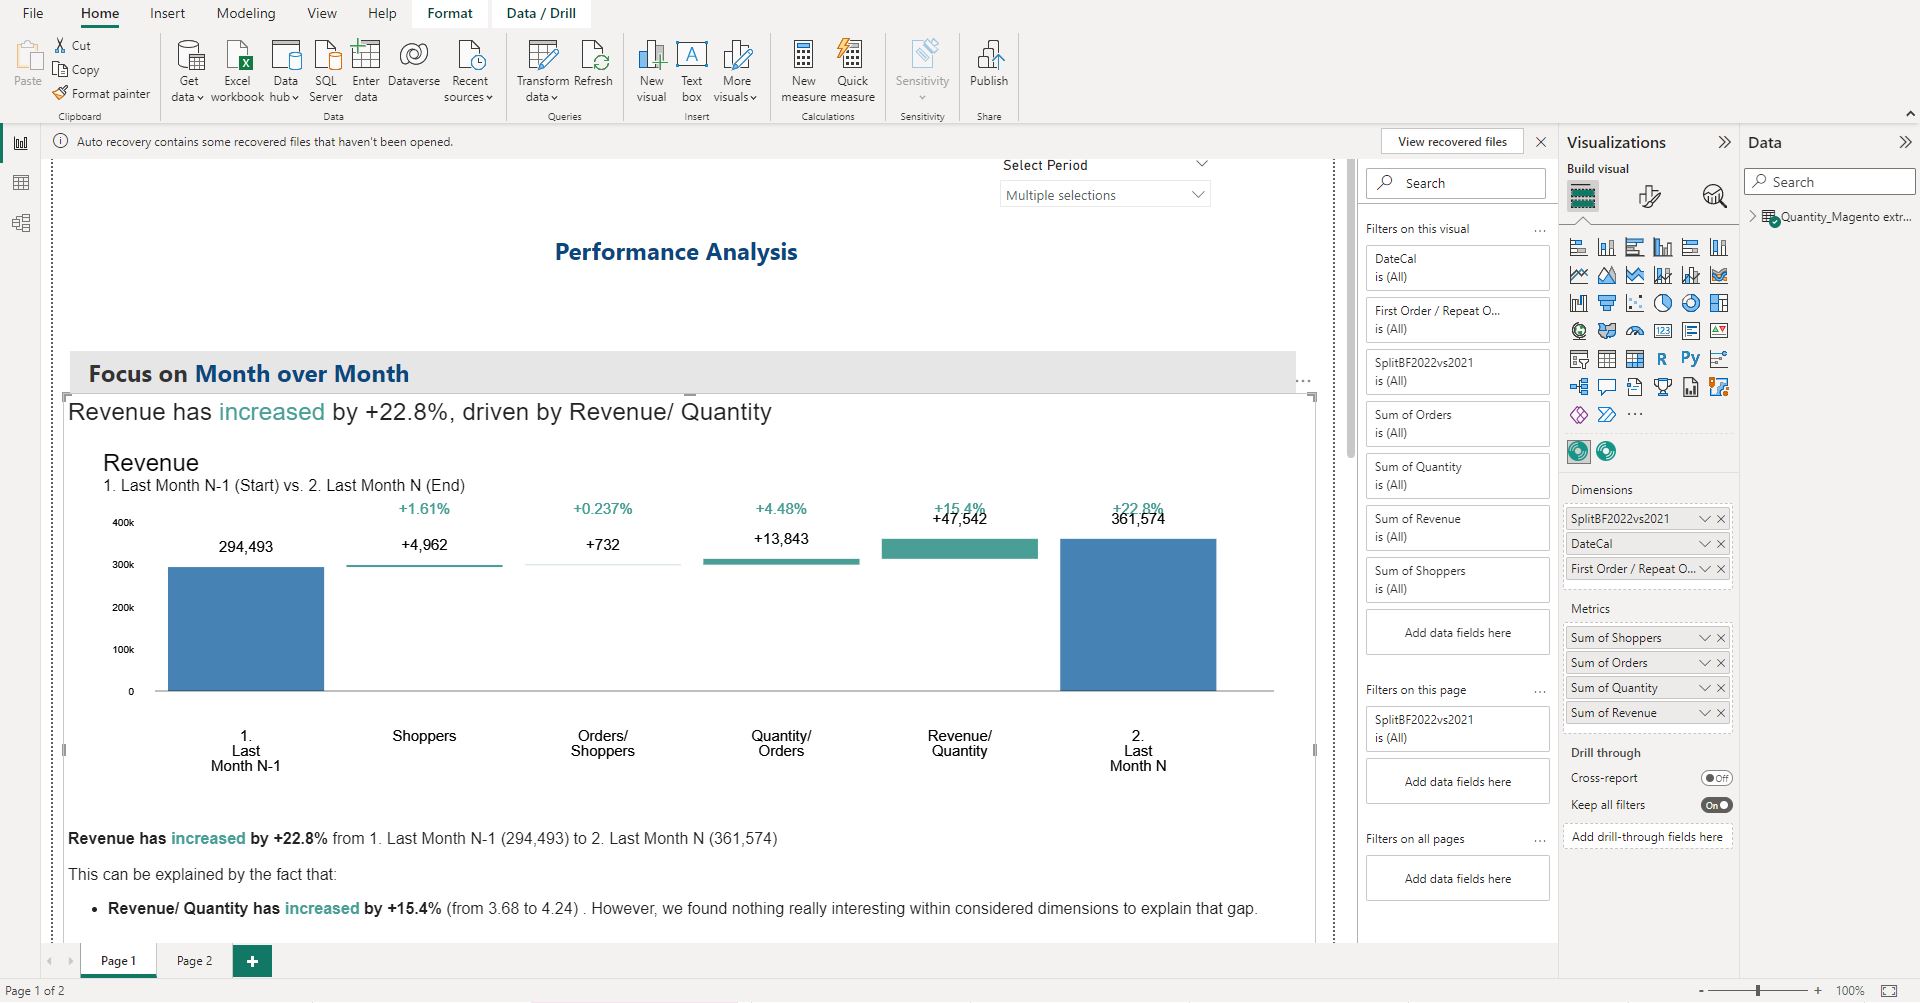 File Home Insert Modeling View Help Format Data / Drill
Paste
Cut
Copy
Format painter
Clipboard
Get data
Excel workbook
Data hub
SQL Server
Enter data
Dataverse
Recent sources
Data
Transform data
Refresh
Queries
New visual
Text box
More visuals
Insert
New measure
Quick measure
Calculations
Sensitivity
Sensitivity
Publish
Share
Auto recovery contains some recovered files that haven't been opened.
View recovered files
Select Period
Multiple selections
Performance Analysis
Focus on Month over Month
Revenue has increased by +22.8%, driven by Revenue/ Quantity
Revenue
1. Last Month N-1 (Start) vs. 2. Last Month N (End)
+1.61% +0.237% +4.48% +15.4% +22.8%
294,493 +4,962 +732 +13,843 +47,542 361,574
400k
300k
200k
100k
0
1.
Last
Month N-1
Shoppers
Orders/
Shoppers
Quantity/
Orders
Revenue/
Quantity
2.
Last
Month N
Revenue has increased by +22.8% from 1. Last Month N-1 (294,493) to 2. Last Month N (361,574)
This can be explained by the fact that:
• Revenue/ Quantity has increased by +15.4% (from 3.68 to 4.24) . However, we found nothing really interesting within considered dimensions to explain that gap.
Page 1 Page 2 +
Page 1 of 2
- + 100%
Search
Filters on this visual ...
DateCal
is (All)
First Order / Repeat O...
is (All)
SplitBF2022vs2021
is (All)
Sum of Orders
is (All)
Sum of Quantity
is (All)
Sum of Revenue
is (All)
Sum of Shoppers
is (All)
Add data fields here
Filters on this page ...
SplitBF2022vs2021
is (All)
Add data fields here
Filters on all pages ...
Add data fields here
Visualizations
Build visual
123
R Py
...
Dimensions
SplitBF2022vs2021
DateCal
First Order / Repeat O...
Metrics
Sum of Shoppers
Sum of Orders
Sum of Quantity
Sum of Revenue
Drill through
Cross-report Off
Keep all filters On
Add drill-through fields here
Data
Search
Quantity_Magento extr...